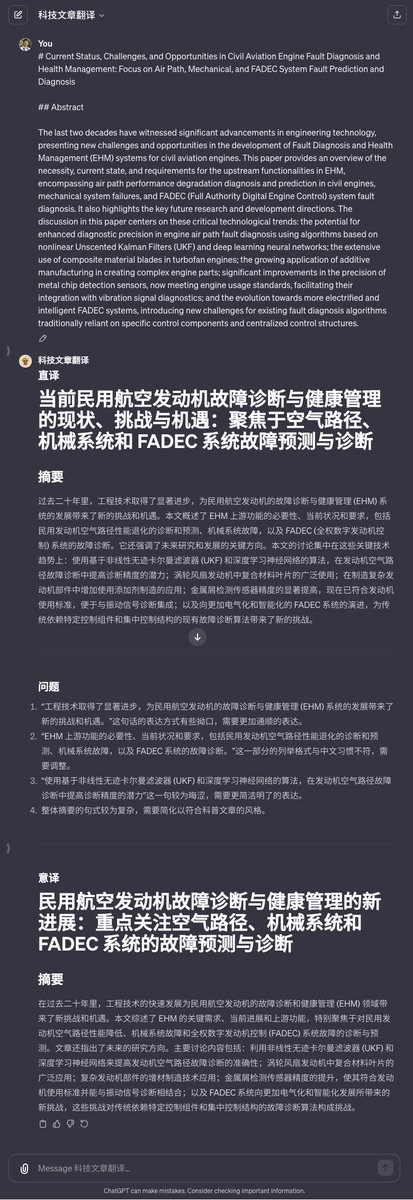 科技文章翻译
You
# Current Status, Challenges, and Opportunities in Civil Aviation Engine Fault Diagnosis and
Health Management: Focus on Air Path, Mechanical, and FADEC System Fault Prediction and
Diagnosis
## Abstract
The last two decades have witnessed significant advancements in engineering technology,
presenting new challenges and opportunities in the development of Fault Diagnosis and Health
Management (EHM) systems for civil aviation engines. This paper provides an overview of the
necessity, current state, and requirements for the upstream functionalities in EHM,
encompassing air path performance degradation diagnosis and prediction in civil engines,
mechanical system failures, and FADEC (Full Authority Digital Engine Control) system fault
diagnosis. It also highlights the key future research and development directions. The
discussion in this paper centers on these critical technological trends: the potential for
enhanced diagnostic precision in engine air path fault diagnosis using algorithms based on
nonlinear Unscented Kalman Filters (UKF) and deep learning neural networks; the extensive
use of composite material blades in turbofan engines; the growing application of additive
manufacturing in creating complex engine parts; significant improvements in the precision of
metal chip detection sensors, now meeting engine usage standards, facilitating their
integration with vibration signal diagnostics; and the evolution towards more electrified and
intelligent FADEC systems, introducing new challenges for existing fault diagnosis algorithms
traditionally reliant on specific control components and centralized control structures.
科技文章翻译
直译
当前民用航空发动机故障诊断与健康管理
的现状、挑战与机遇：聚焦于空气路径、
机械系统和 FADEC 系统故障预测与诊断
摘要
过去二十年里，工程技术取得了显著进步，为民用航空发动机的故障诊断与健康管理 (EHM) 系
统的发展带来了新的挑战和机遇。本文概述了 EHM 上游功能的必要性、当前状况和要求，包括
民用发动机空气路径性能退化的诊断和预测、机械系统故障，以及 FADEC (全权数字发动机控
制) 系统的故障诊断。它还强调了未来研究和发展的关键方向。本文的讨论集中在这些关键技术
趋势上：使用基于非线性无迹卡尔曼滤波器 (UKF) 和深度学习神经网络的算法，在发动机空气路
径故障诊断中提高诊断精度的潜力；涡轮风扇发动机中复合材料叶片的广泛使用；在制造复杂发
动机部件中增加使用添加剂制造的应用；金属屑检测传感器精度的显著提高，现在已符合发动机
使用标准，便于与振动信号诊断集成；以及向更加电气化和智能化的 FADEC 系统的演进，为传
统依赖特定控制组件和集中控制结构的现有故障诊断算法带来了新的挑战。
问题
1. "工程技术取得了显著进步，为民用航空发动机的故障诊断与健康管理 (EHM) 系统的发展带来了
新的挑战和机遇。"这句话的表达方式有些拗口，需要更加通顺的表达。
2. "EHM 上游功能的必要性、当前状况和要求，包括民用发动机空气路径性能退化的诊断和预
测、机械系统故障，以及 FADEC 系统的故障诊断。"这一部分的列举格式与中文习惯不符，需
要调整。
3. "使用基于非线性无迹卡尔曼滤波器 (UKF) 和深度学习神经网络的算法，在发动机空气路径故障
诊断中提高诊断精度的潜力"这一句较为晦涩，需要更简洁明了的表达。
4. 整体摘要的句式较为复杂，需要简化以符合科普文章的风格。
意译
民用航空发动机故障诊断与健康管理的新
进展：重点关注空气路径、机械系统和
FADEC 系统的故障预测与诊断
摘要
在过去二十年里，工程技术的快速发展为民用航空发动机的故障诊断和健康管理 (EHM) 领域带
来了新挑战和机遇。本文综述了 EHM 的关键需求、当前进展和上游功能，特别聚焦于对民用发
动机空气路径性能降低、机械系统故障和全权数字发动机控制 (FADEC) 系统故障的诊断与预
测。文章还指出了未来的研究方向。主要讨论内容包括：利用非线性无迹卡尔曼滤波器 (UKF) 和
深度学习神经网络来提高发动机空气路径故障诊断的准确性；涡轮风扇发动机中复合材料叶片的
广泛应用；复杂发动机部件的增材制造技术应用；金属屑检测传感器精度的提升，使其符合发动
机使用标准并能与振动信号诊断相结合；以及 FADEC 系统向更加电气化和智能化发展所带来的
新挑战，这些挑战对传统依赖特定控制组件和集中控制结构的故障诊断算法构成挑战。
Message 科技文章翻译...
ChatGPT can make mistakes. Consider checking important information.